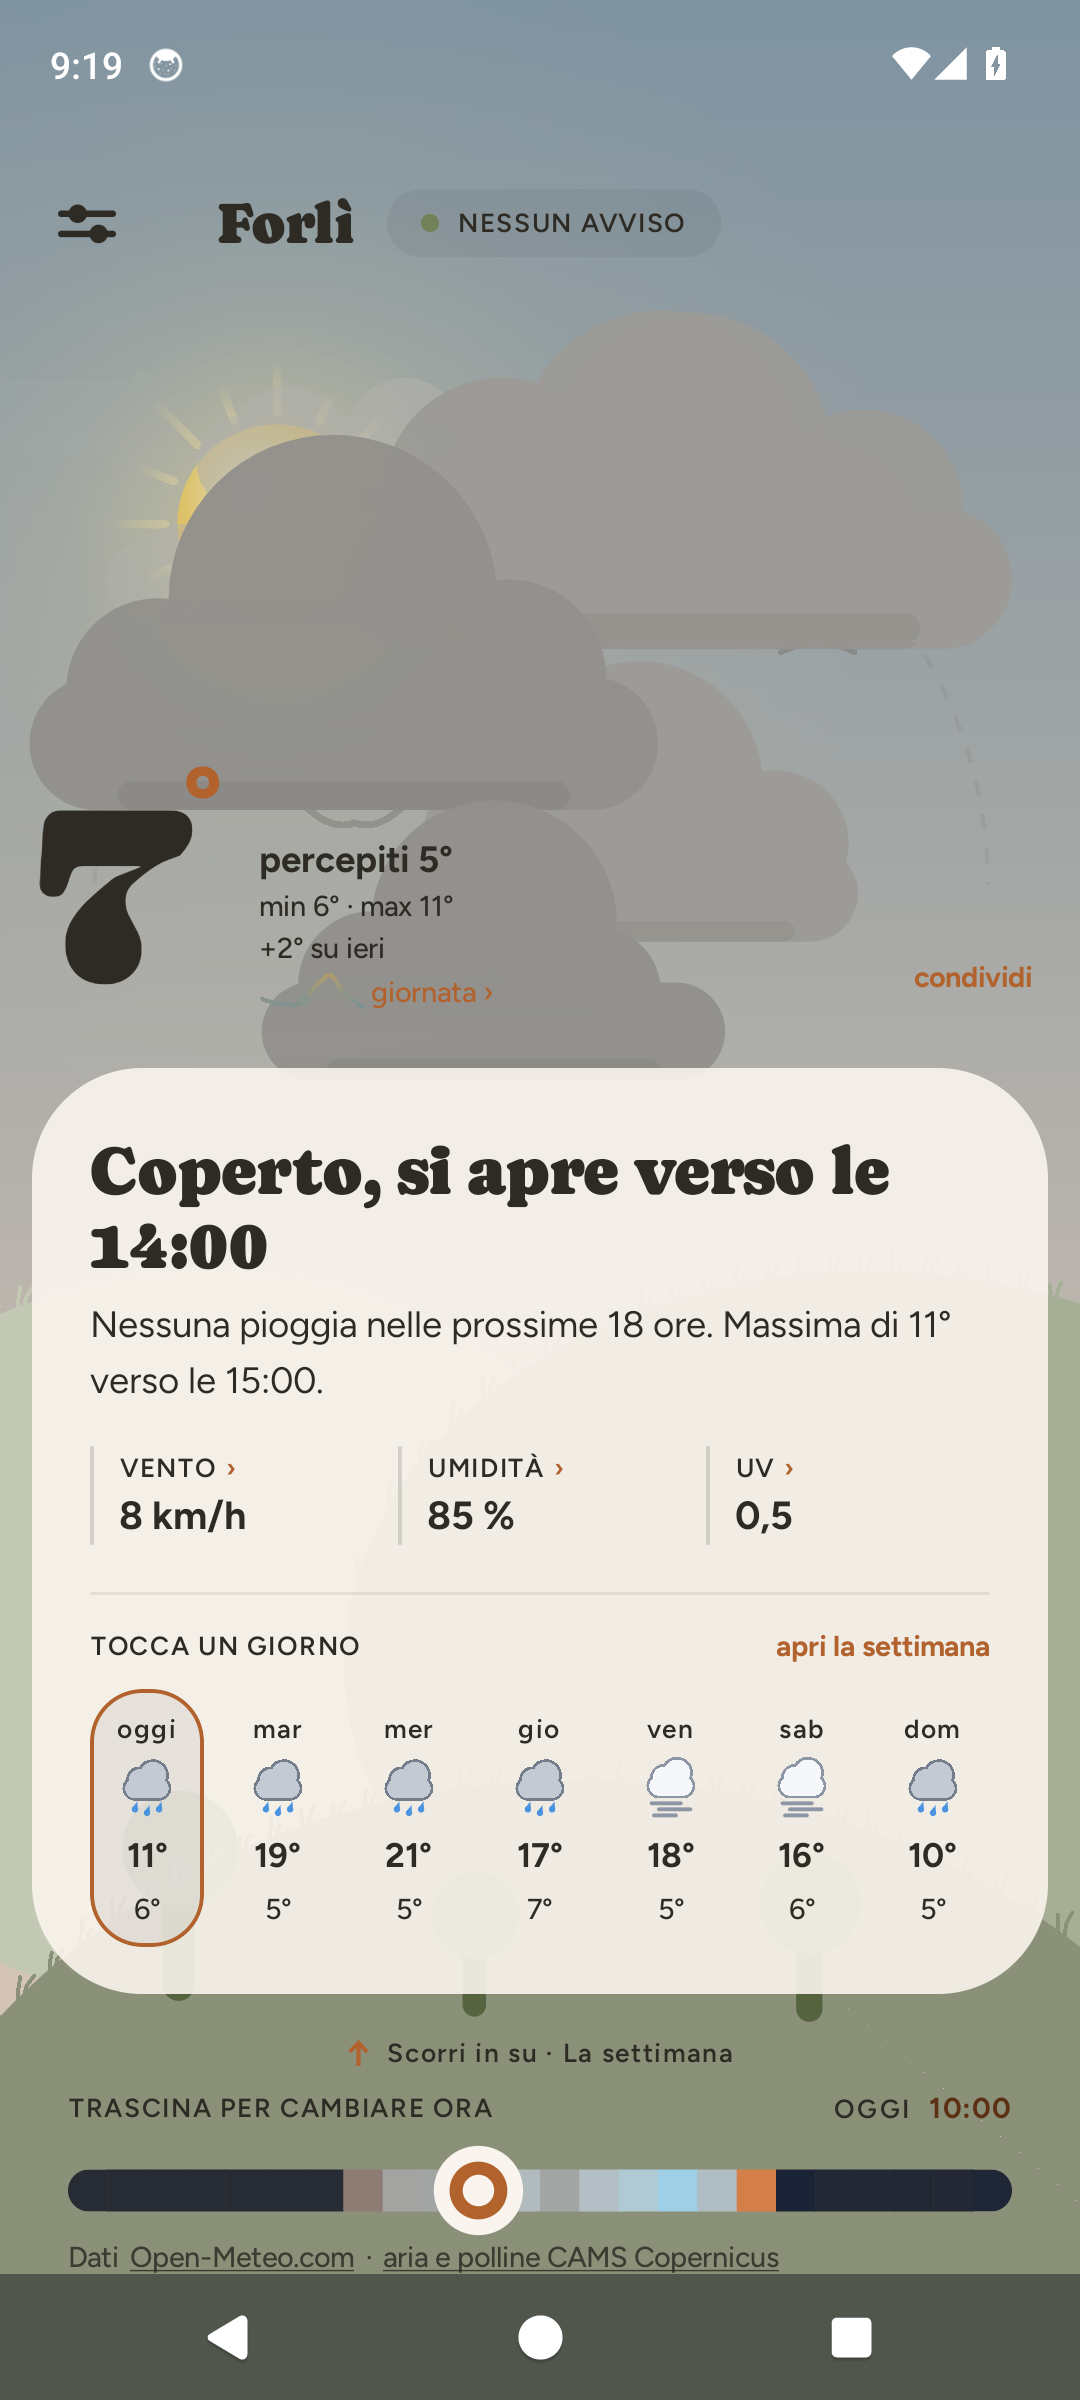 9:19
Forlì
NESSUN AVVISO
7
percepiti 5°
min 6° · max 11°
+2° su ieri
giornata ›
condividi
Coperto, si apre verso le
14:00
Nessuna pioggia nelle prossime 18 ore. Massima di 11°
verso le 15:00.
VENTO › UMIDITÀ › UV ›
8 km/h 85 % 0,5
TOCCA UN GIORNO apri la settimana
oggi mar mer gio ven sab dom
11° 19° 21° 17° 18° 16° 10°
6° 5° 5° 7° 5° 6° 5°
↑ Scorri in su · La settimana
TRASCINA PER CAMBIARE ORA OGGI 10:00
Dati Open-Meteo.com · aria e polline CAMS Copernicus